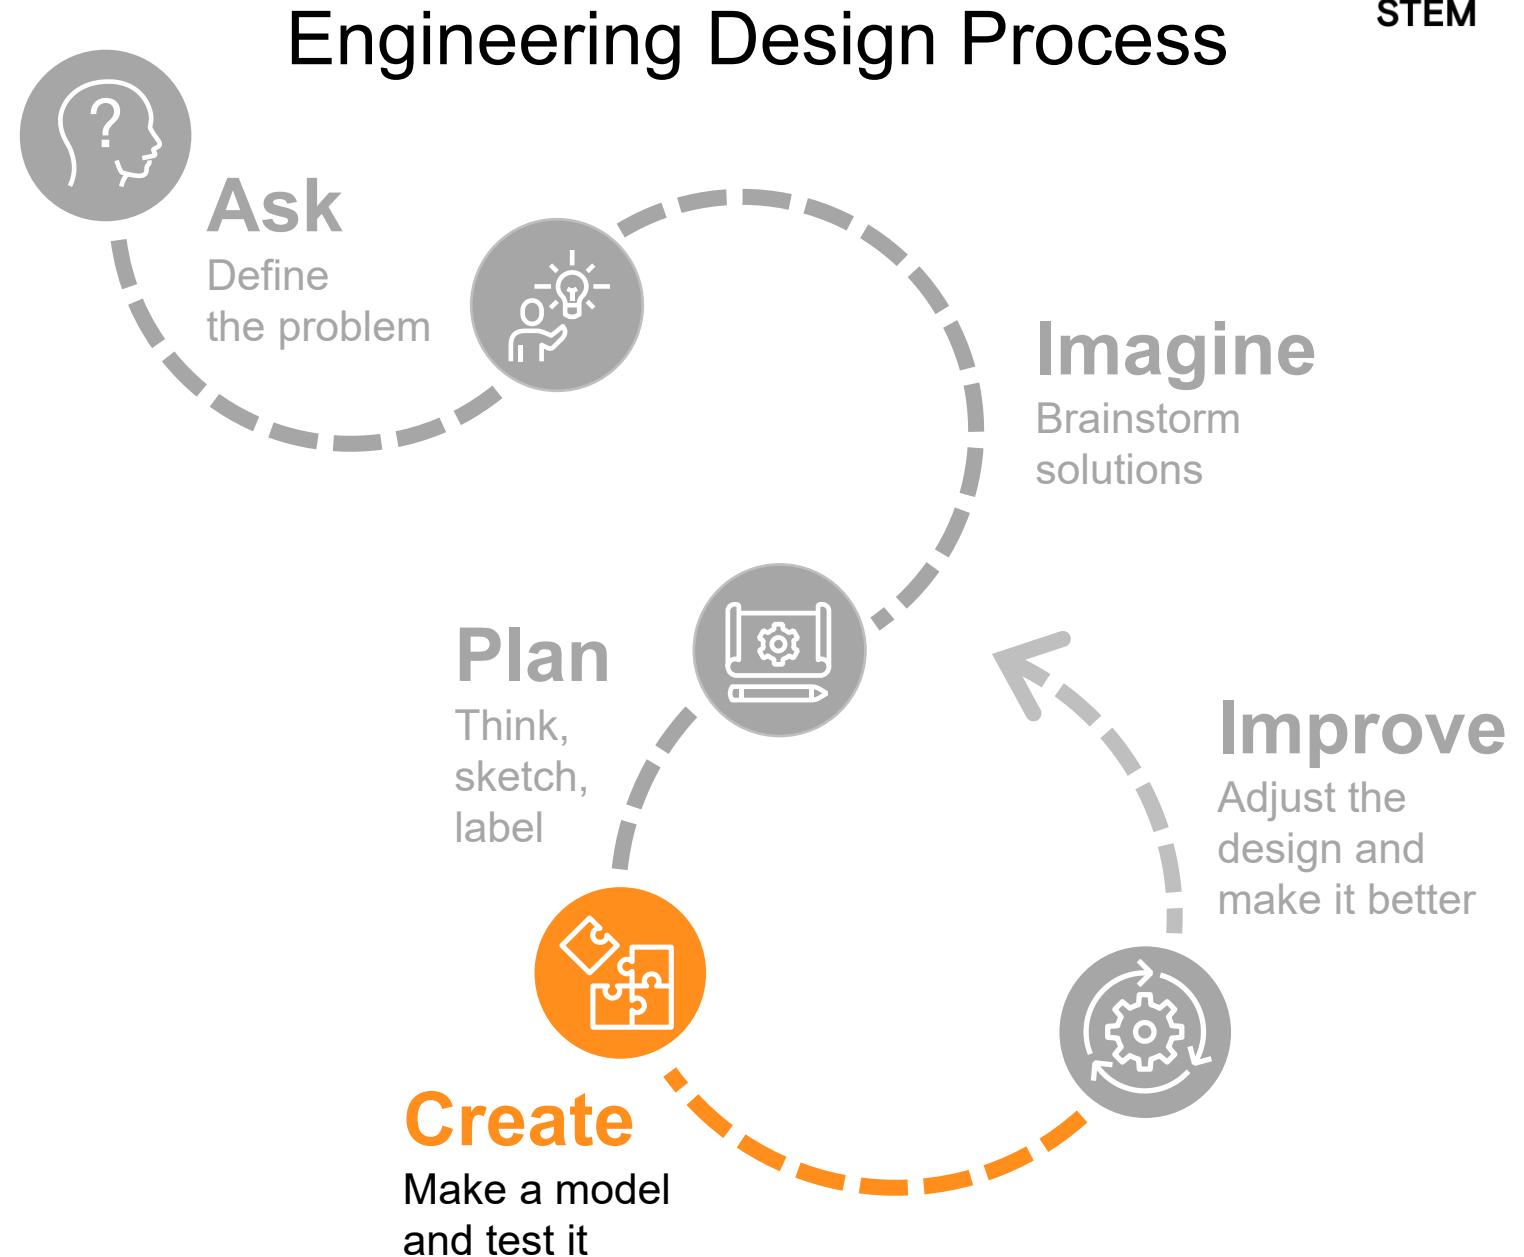 Engineering Design Process
STEM
?
Ask
Define
the problem
Imagine
Brainstorm
solutions
Plan
Think,
sketch,
label
Improve
Adjust the
design and
make it better
Create
Make a model
and test it